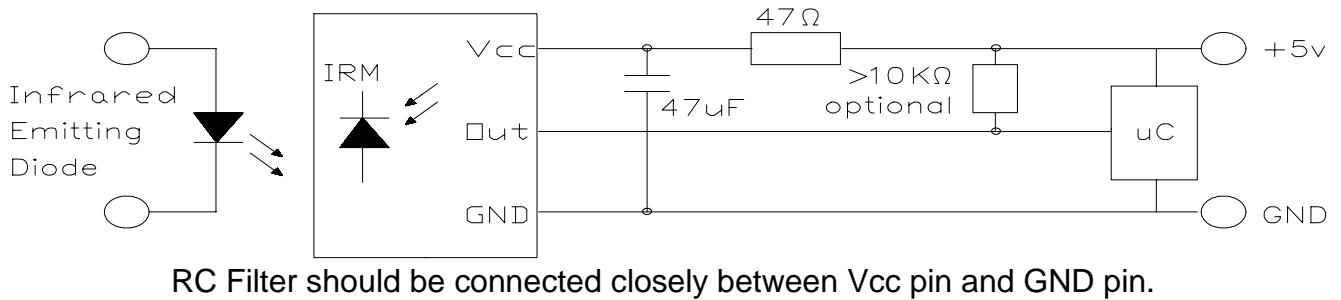 Infrared
Emitting
Diode
IRM
Vcc
Out
GND
47Ω
47uF
>10KΩ
optional
uC
+5v
GND
RC Filter should be connected closely between Vcc pin and GND pin.